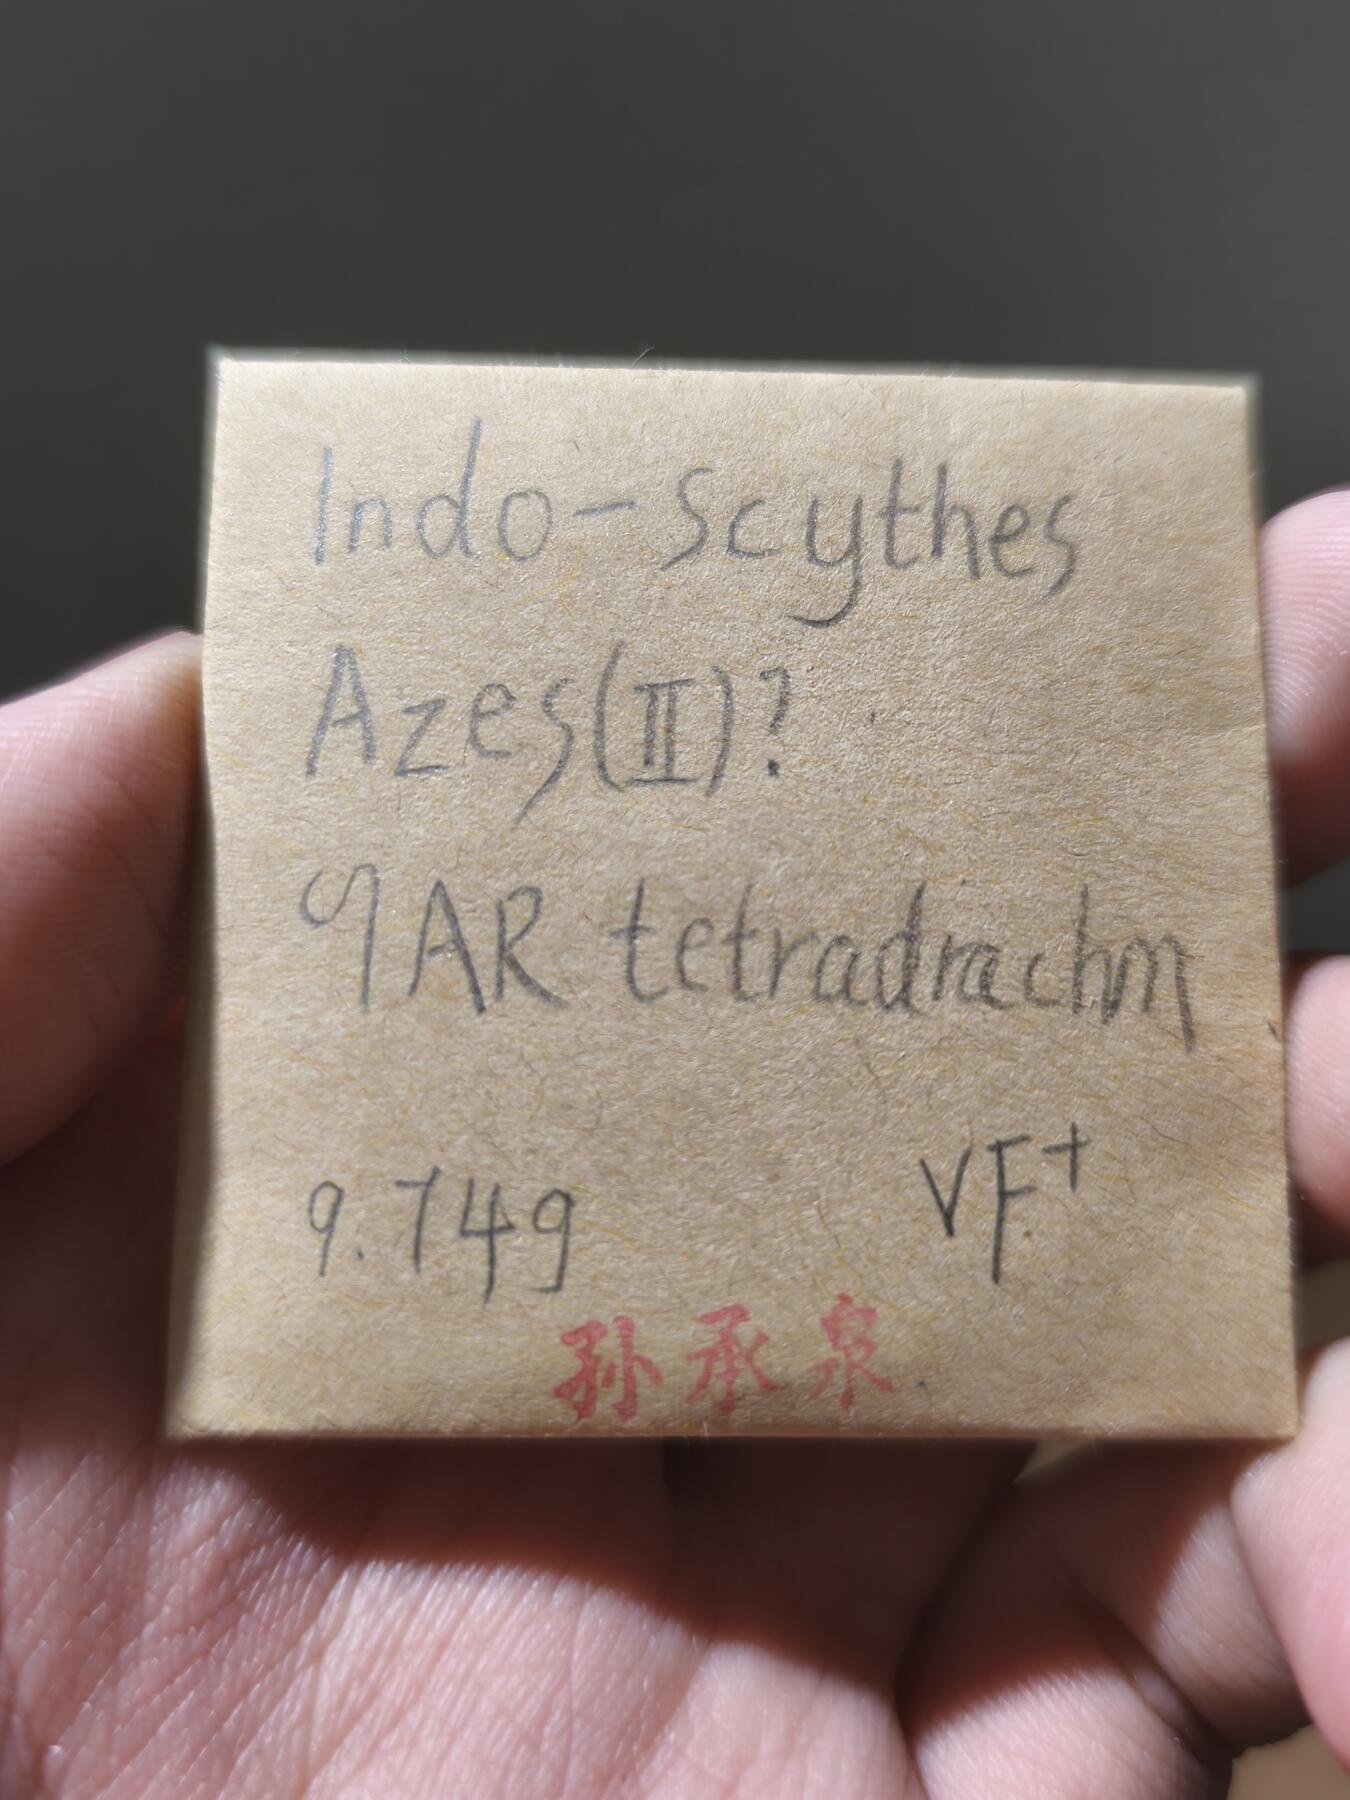 Indo-Scythes
Azes(II)?
AR tetradrachm
9.74g VF+
孙承泉